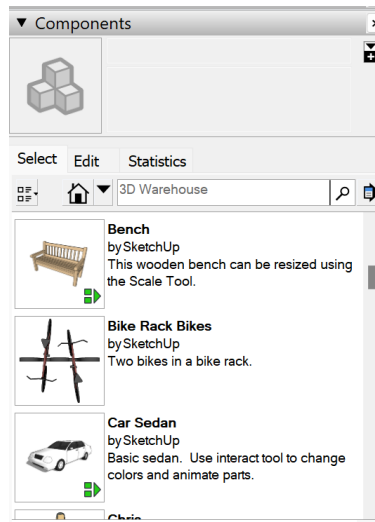 Components
Select Edit Statistics
3D Warehouse
Bench
by SketchUp
This wooden bench can be resized using
the Scale Tool.
Bike Rack Bikes
by SketchUp
Two bikes in a bike rack.
Car Sedan
by SketchUp
Basic sedan. Use interact tool to change
colors and animate parts.